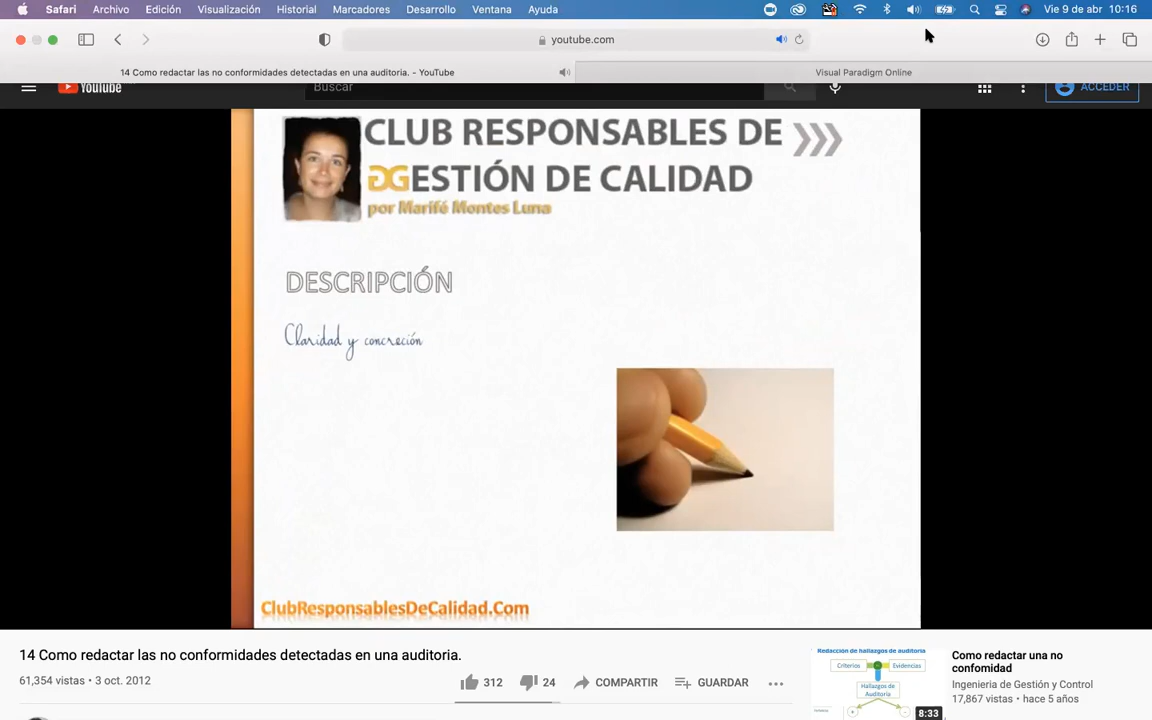 Safari Archivo Edición Visualización Historial Marcadores Desarrollo Ventana Ayuda Vie 9 de abr 10:16
youtube.com
14 Como redactar las no conformidades detectadas en una auditoria. - YouTube Visual Paradigm Online
YouTube Buscar ACCEDER
CLUB RESPONSABLES DE
GESTIÓN DE CALIDAD
por Marifé Montes Luna
DESCRIPCIÓN
Claridad y concreción
ClubResponsablesDeCalidad.Com
14 Como redactar las no conformidades detectadas en una auditoria.
61,354 vistas • 3 oct. 2012
312 24 COMPARTIR GUARDAR
Redacción de hallazgos de auditoría
Criterios Evidencias
Hallazgos de
Auditoría
8:33
Como redactar una no
confomidad
Ingenieria de Gestión y Control
17,867 vistas • hace 5 años